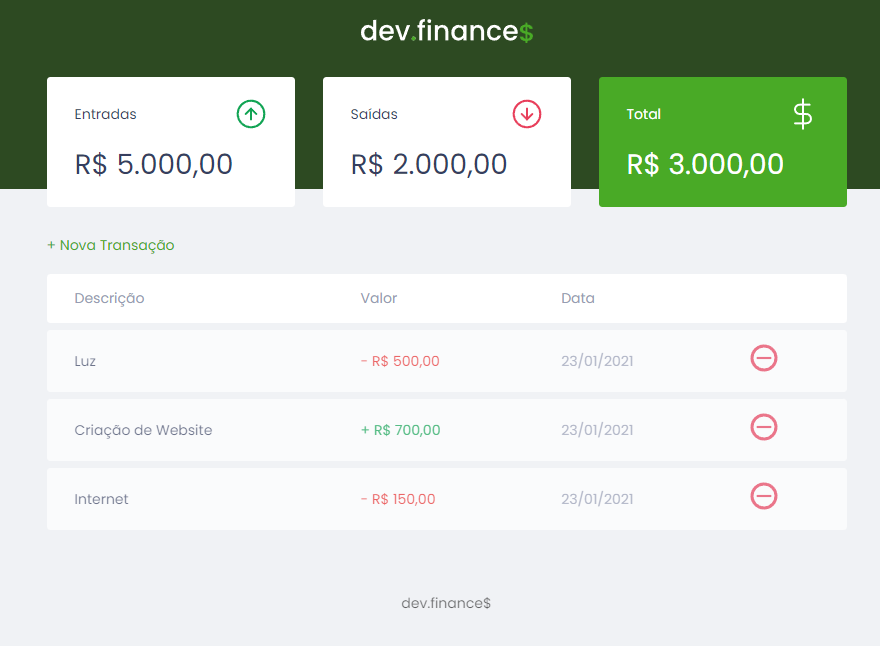 dev.finance$
Entradas
R$ 5.000,00
Saídas
R$ 2.000,00
Total
$
R$ 3.000,00
+ Nova Transação
Descrição Valor Data
Luz - R$ 500,00 23/01/2021
Criação de Website + R$ 700,00 23/01/2021
Internet - R$ 150,00 23/01/2021
dev.finance$